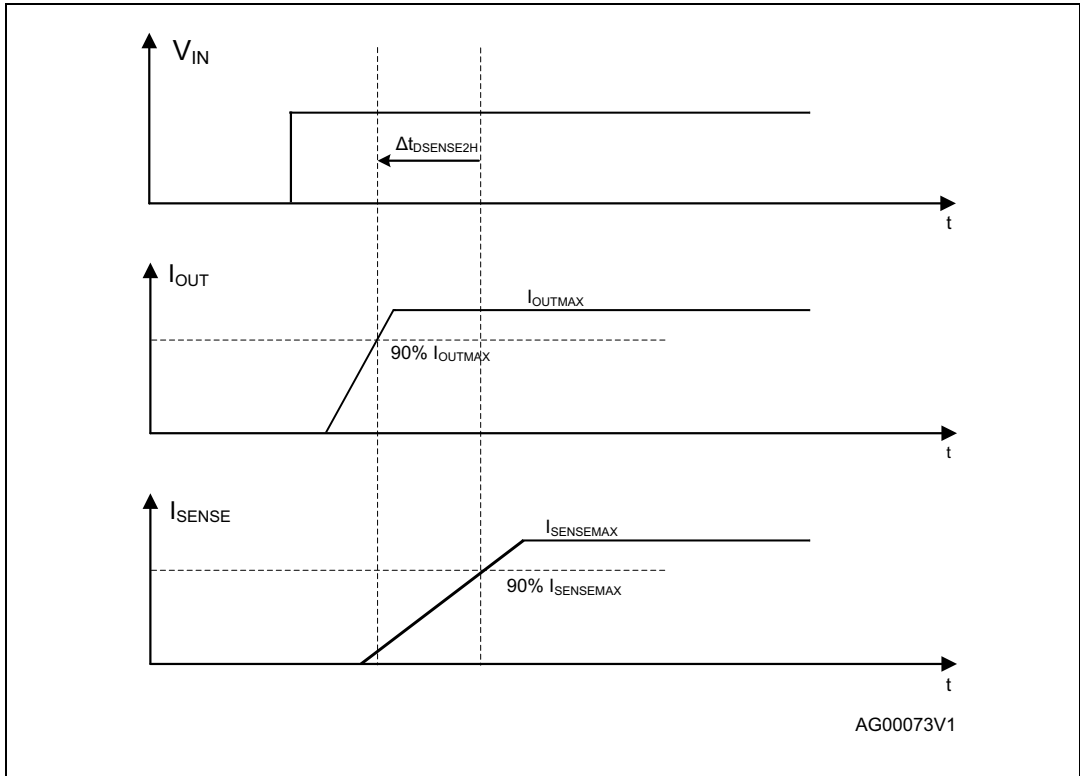 V_IN
Δt_DSENSE2H
t
I_OUT
I_OUTMAX
90% I_OUTMAX
t
I_SENSE
I_SENSEMAX
90% I_SENSEMAX
t
AG00073V1